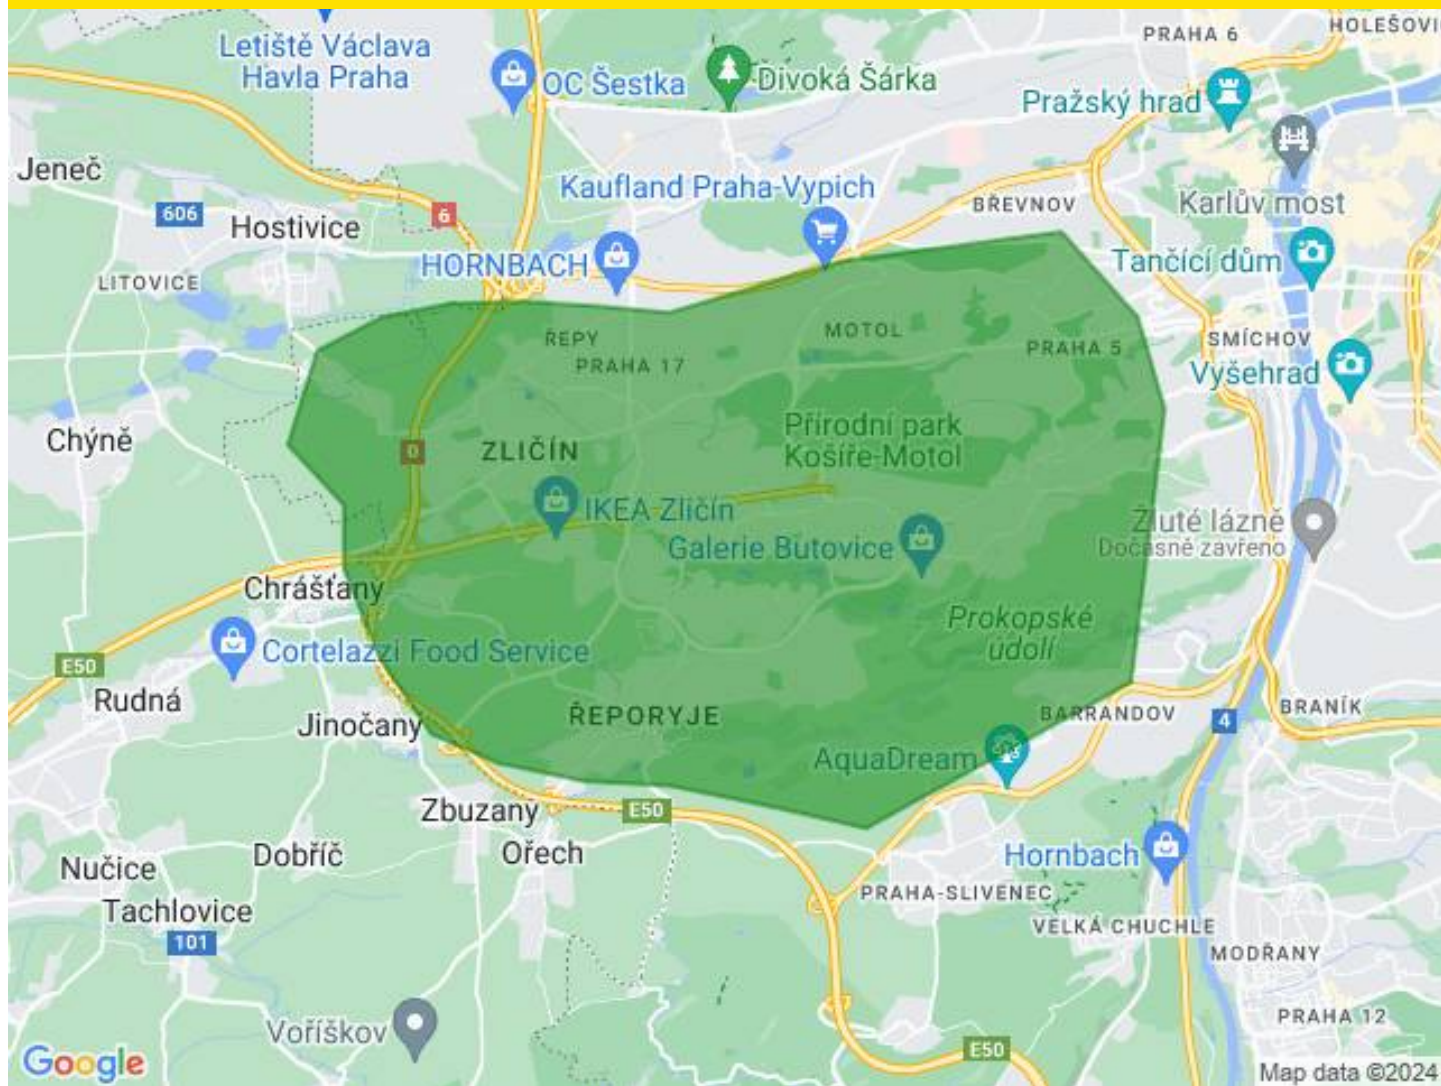 PRAHA 6
HOLEŠOVI
Letiště Václava
Havla Praha
OC Šestka
Divoká Šárka
Pražský hrad
Jeneč
606
Hostivice
6
Kaufland Praha-Vypich
BŘEVNOV
Karlův most
HORNBACH
Tančící dům
LITOVICE
ŘEPY
PRAHA 17
MOTOL
PRAHA 5
SMÍCHOV
Vyšehrad
Chýně
0
ZLIČÍN
Přírodní park
Košíře-Motol
IKEA Zličín
Galerie Butovice
Žluté lázně
Dočasně zavřeno
Chrášťany
Prokopské
údolí
Cortelazzi Food Service
E50
Rudná
Jinočany
ŘEPORYJE
BARRANDOV
4
BRANÍK
AquaDream
Zbuzany
E50
Ořech
Dobříč
Nučice
Hornbach
Tachlovice
101
PRAHA-SLIVENEC
VELKÁ CHUCHLE
MODŘANY
Voříškov
PRAHA 12
E50
Google
Map data ©2024